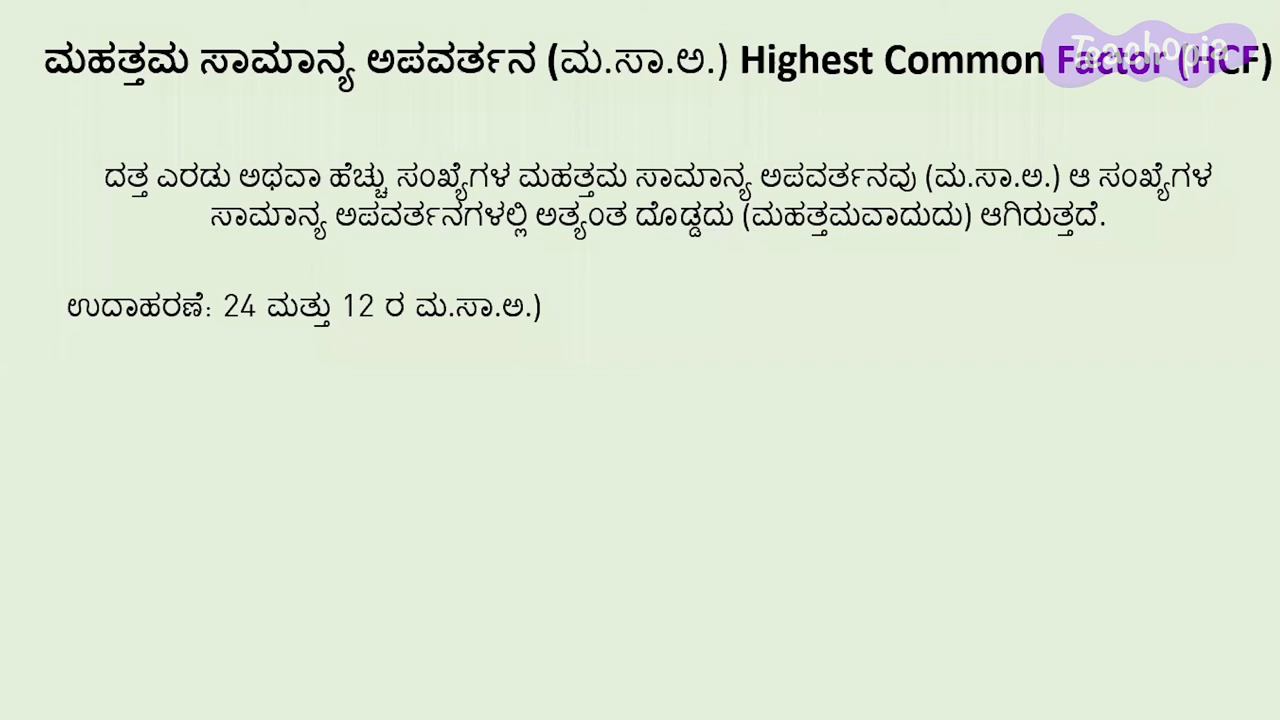 ಮಹತ್ತಮ ಸಾಮಾನ್ಯ ಅಪವರ್ತನ (ಮ.ಸಾ.ಅ.) Highest Common Factor (HCF)
Teachopia
ದತ್ತ ಎರಡು ಅಥವಾ ಹೆಚ್ಚು ಸಂಖ್ಯೆಗಳ ಮಹತ್ತಮ ಸಾಮಾನ್ಯ ಅಪವರ್ತನವು (ಮ.ಸಾ.ಅ.) ಆ ಸಂಖ್ಯೆಗಳ
ಸಾಮಾನ್ಯ ಅಪವರ್ತನಗಳಲ್ಲಿ ಅತ್ಯಂತ ದೊಡ್ಡದು (ಮಹತ್ತಮವಾದುದು) ಆಗಿರುತ್ತದೆ.
ಉದಾಹರಣೆ: 24 ಮತ್ತು 12 ರ ಮ.ಸಾ.ಅ.)